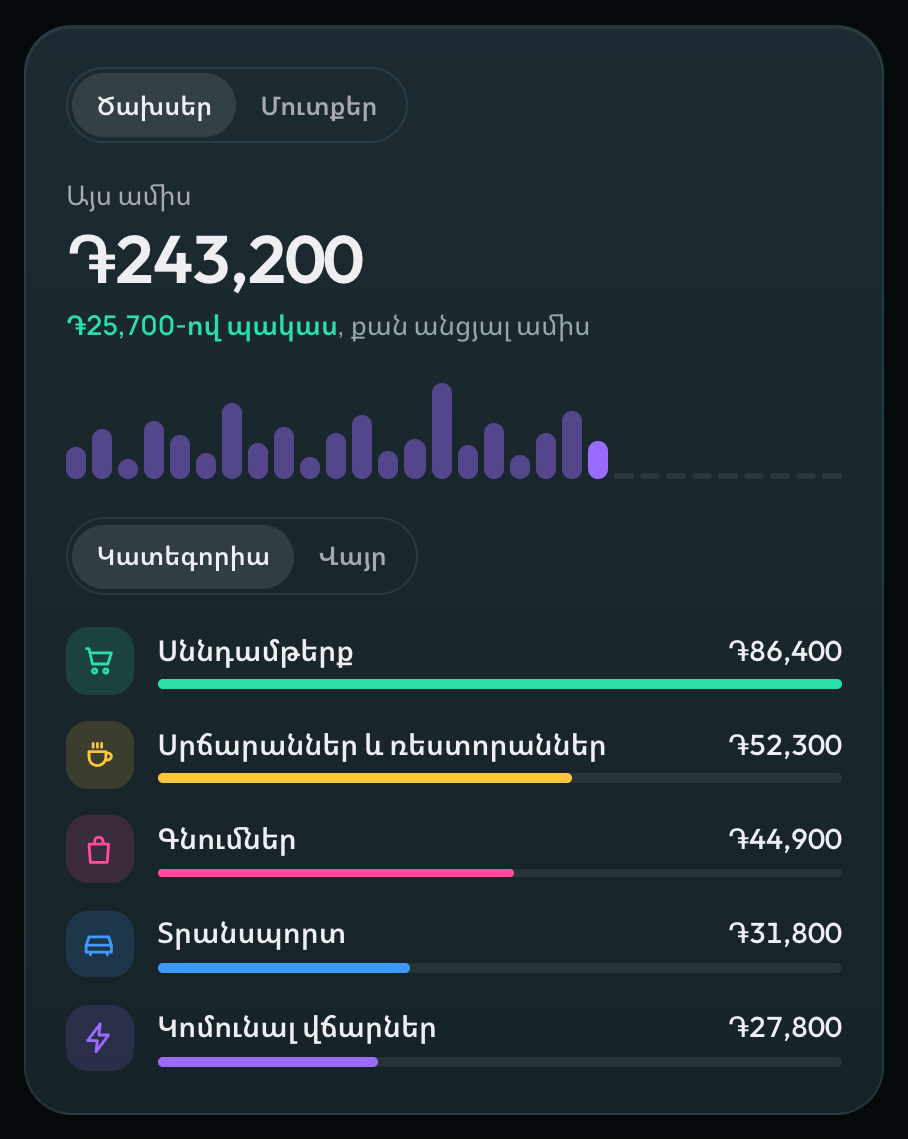 Ծախսեր Մուտքեր
Այս ամիս
֏243,200
֏25,700-ով պակաս, քան անցյալ ամիս
Կատեգորիա Վայր
Սննդամթերք ֏86,400
Սրճարաններ և ռեստորաններ ֏52,300
Գնումներ ֏44,900
Տրանսպորտ ֏31,800
Կոմունալ վճարներ ֏27,800